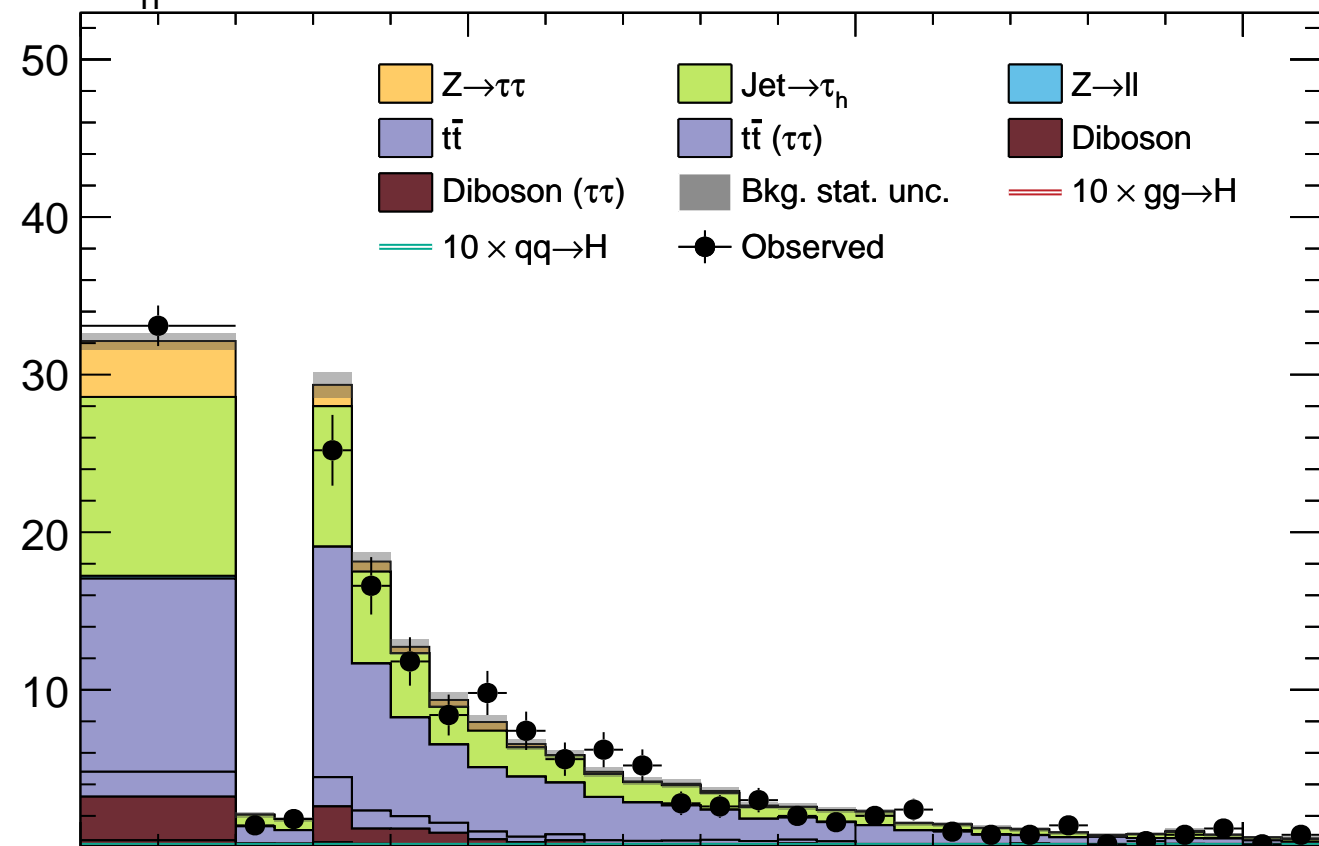 50
Z→ττ Jet→τh Z→ll
tt̄ tt̄ (ττ) Diboson
Diboson (ττ) Bkg. stat. unc. 10 × gg→H
40
10 × qq→H Observed
30
20
10